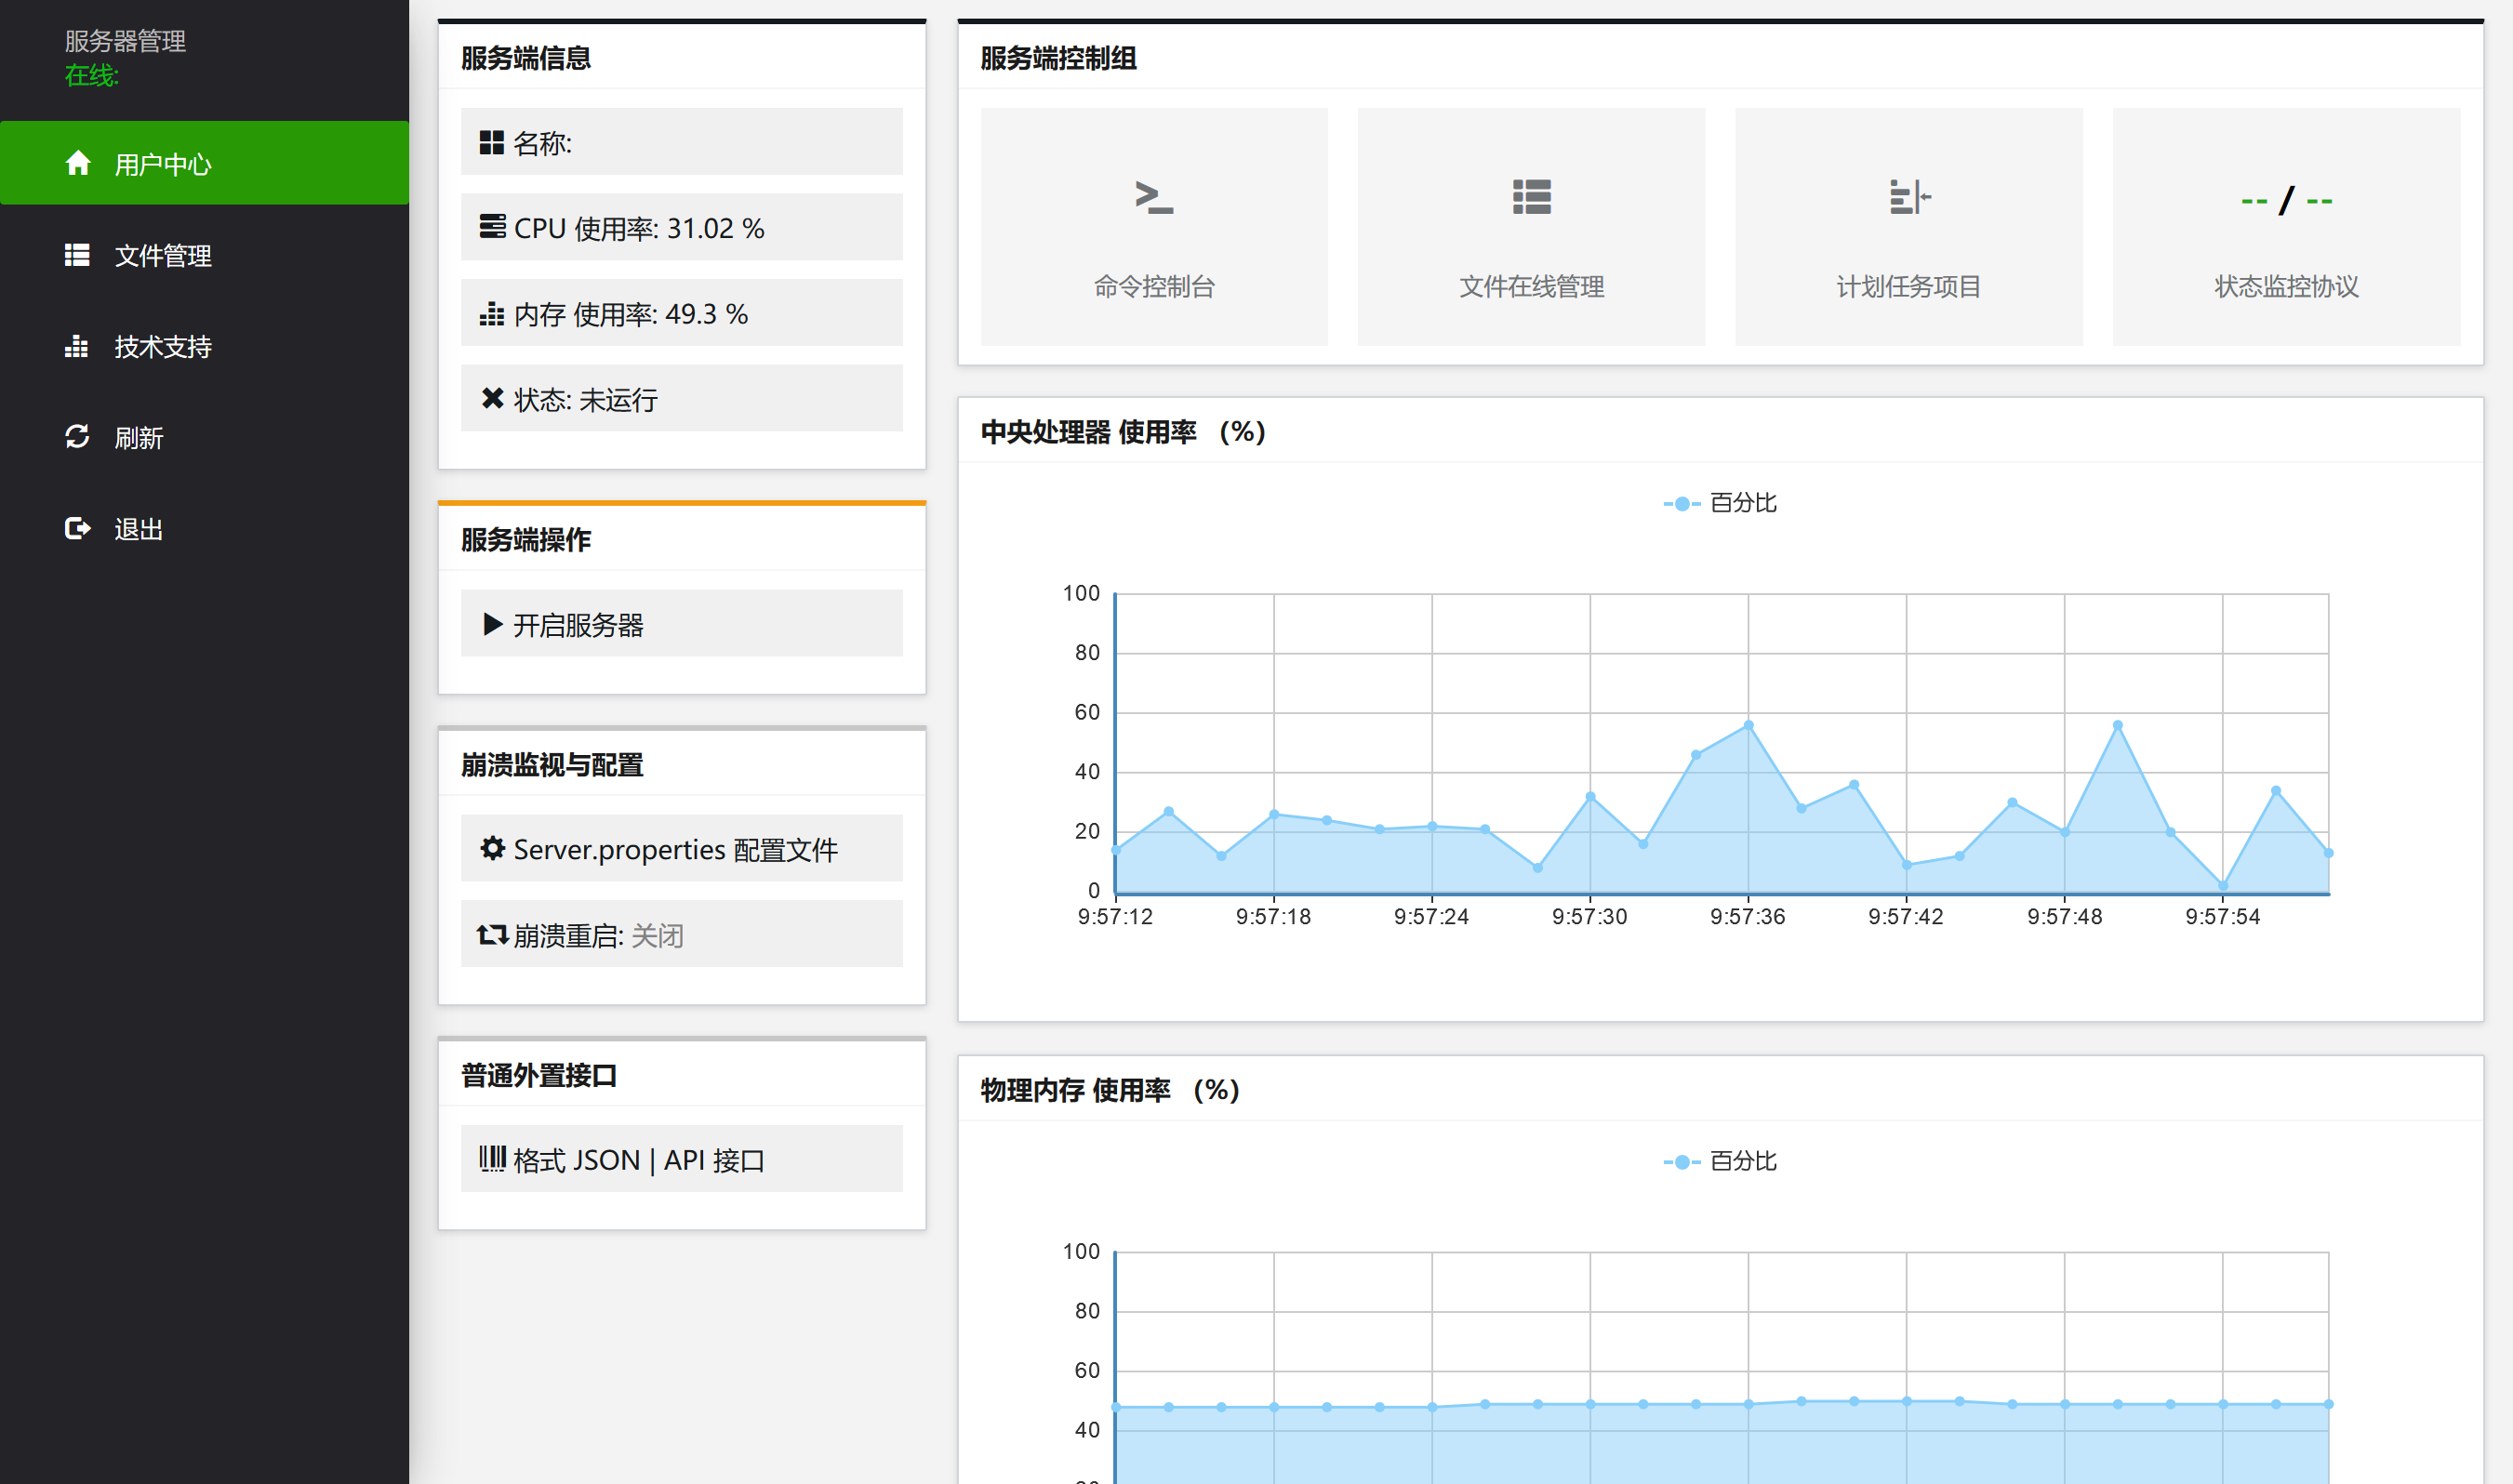 服务器管理
在线:
用户中心
文件管理
技术支持
刷新
退出
服务端信息
名称:
CPU 使用率: 31.02 %
内存 使用率: 49.3 %
状态: 未运行
服务端操作
开启服务器
崩溃监视与配置
Server.properties 配置文件
崩溃重启: 关闭
普通外置接口
格式 JSON | API 接口
服务端控制组
命令控制台
文件在线管理
计划任务项目
-- / --
状态监控协议
中央处理器 使用率 (%)
百分比
100
80
60
40
20
0
9:57:12 9:57:18 9:57:24 9:57:30 9:57:36 9:57:42 9:57:48 9:57:54
物理内存 使用率 (%)
百分比
100
80
60
40